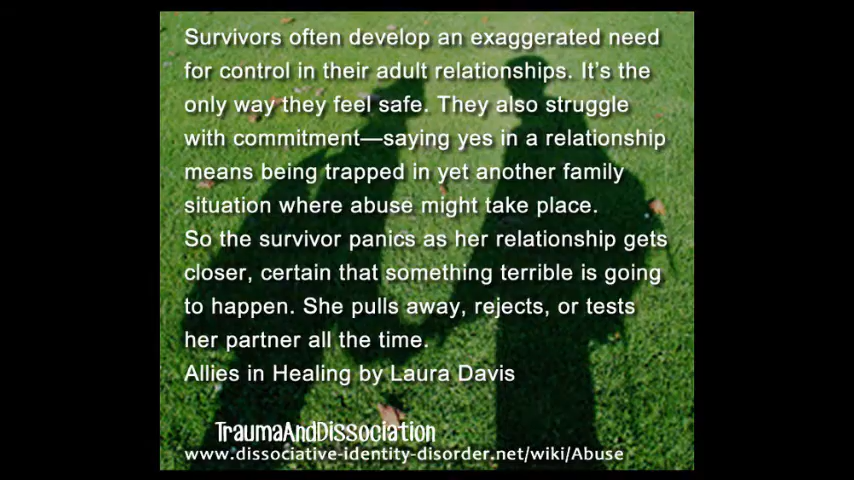 Survivors often develop an exaggerated need
for control in their adult relationships. It's the
only way they feel safe. They also struggle
with commitment—saying yes in a relationship
means being trapped in yet another family
situation where abuse might take place.
So the survivor panics as her relationship gets
closer, certain that something terrible is going
to happen. She pulls away, rejects, or tests
her partner all the time.
Allies in Healing by Laura Davis
TraumaAndDissociation
www.dissociative-identity-disorder.net/wiki/Abuse